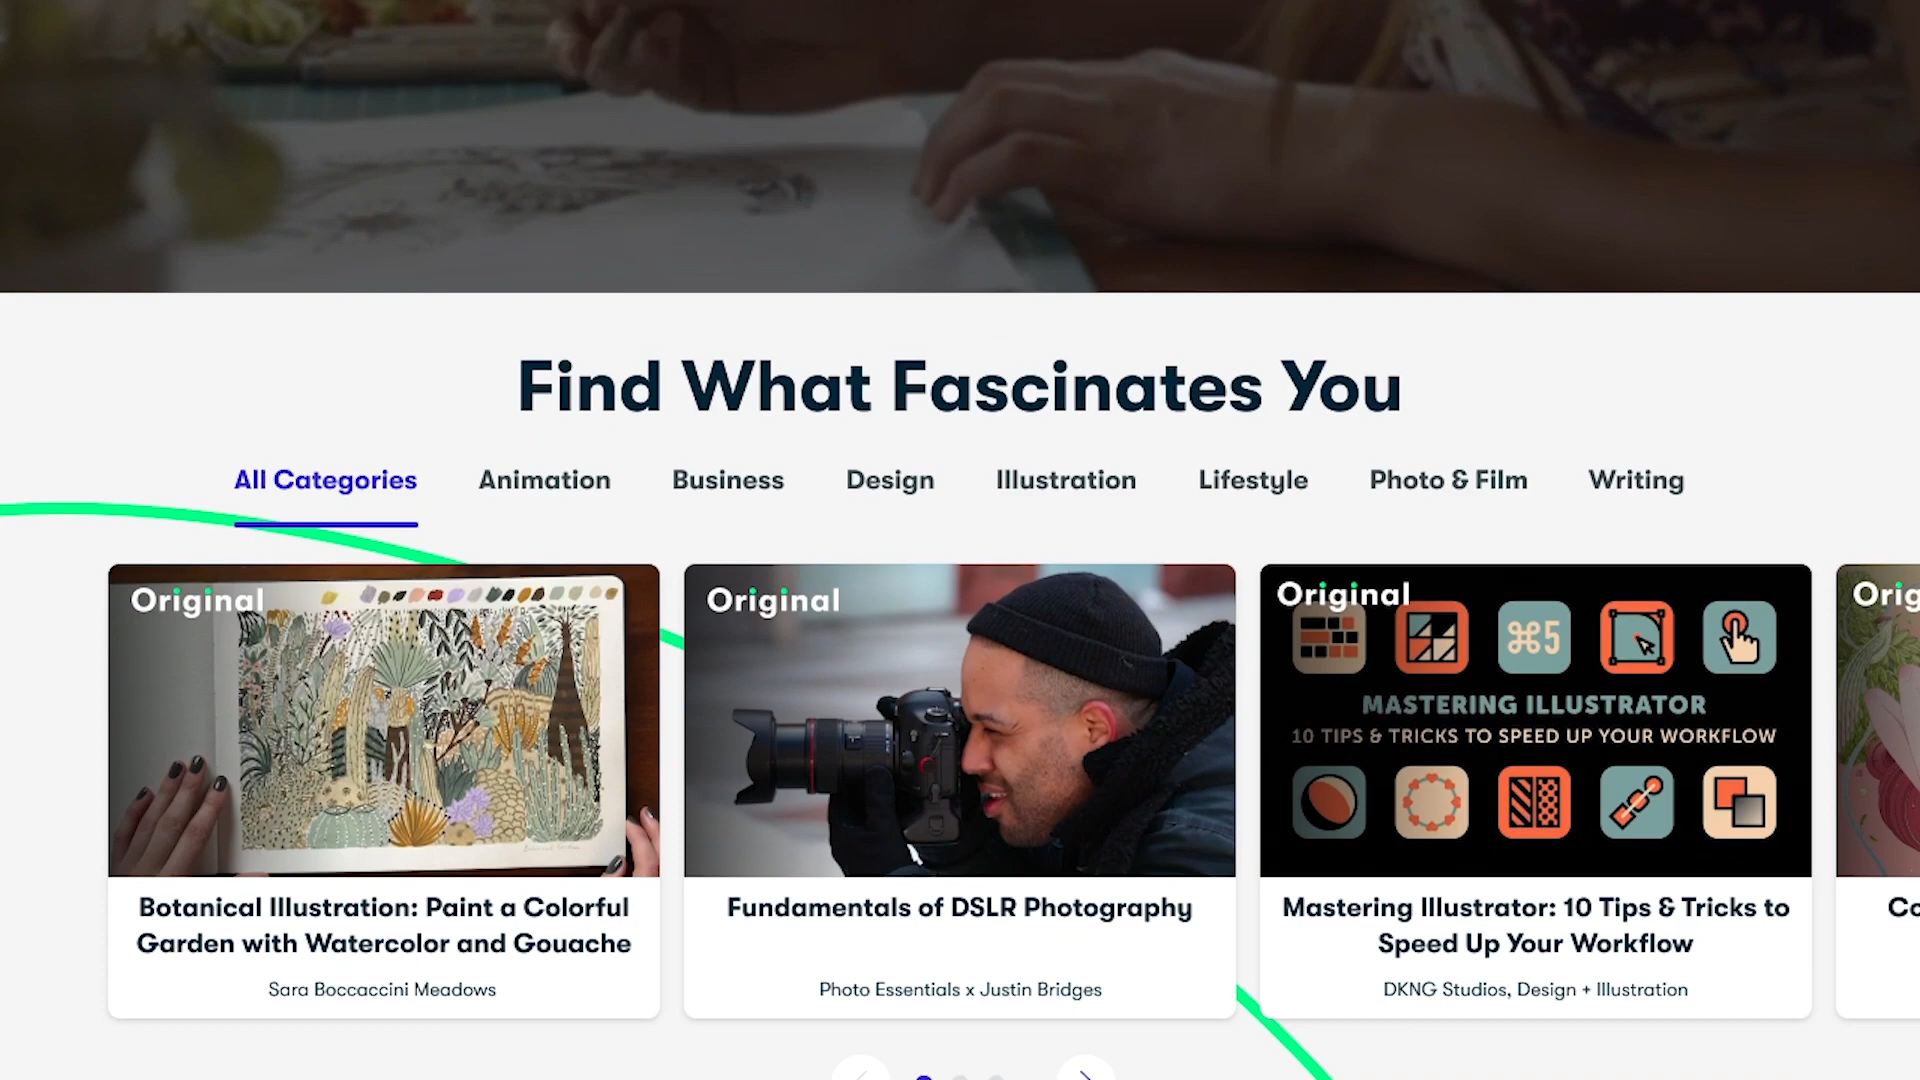 Find What Fascinates You
All Categories Animation Business Design Illustration Lifestyle Photo & Film Writing
Original
Botanical Illustration: Paint a Colorful
Garden with Watercolor and Gouache
Sara Boccaccini Meadows
Original
Fundamentals of DSLR Photography
Photo Essentials x Justin Bridges
Original
⌘5
MASTERING ILLUSTRATOR
10 TIPS & TRICKS TO SPEED UP YOUR WORKFLOW
Mastering Illustrator: 10 Tips & Tricks to
Speed Up Your Workflow
DKNG Studios, Design + Illustration
Orig
Co